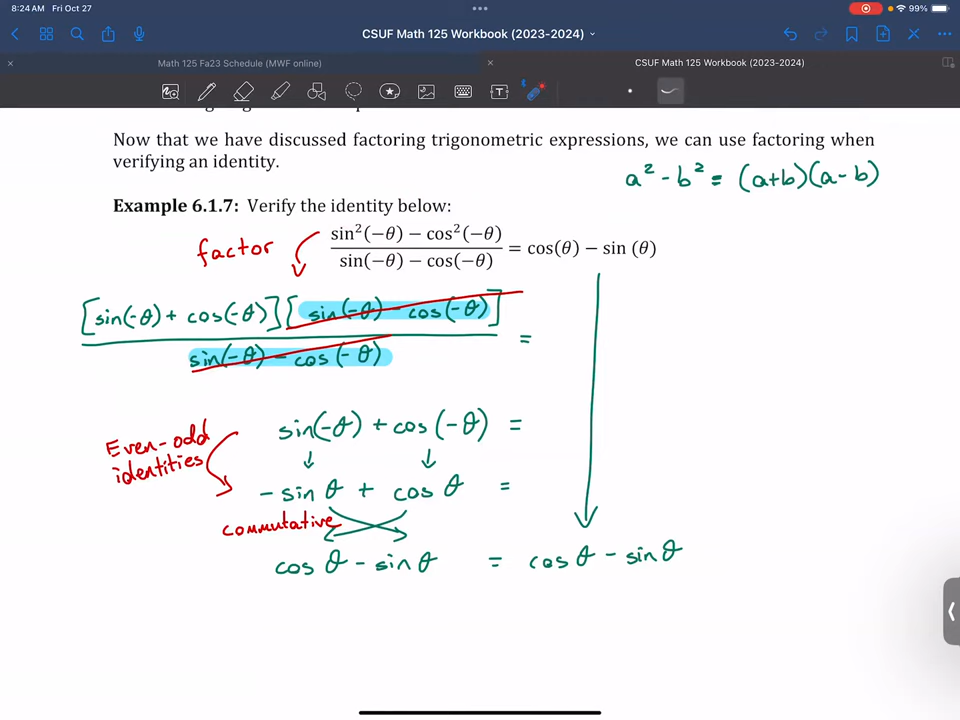 8:24 AM Fri Oct 27
99%
CSUF Math 125 Workbook (2023-2024)
Math 125 Fa23 Schedule (MWF online)
CSUF Math 125 Workbook (2023-2024)
Now that we have discussed factoring trigonometric expressions, we can use factoring when
verifying an identity.
a² - b² = (a+b)(a-b)
Example 6.1.7: Verify the identity below:
factor
sin²(−θ) − cos²(−θ)
sin(−θ) − cos(−θ)
= cos(θ) − sin (θ)
[sin(-θ) + cos(-θ)][sin(-θ) - cos(-θ)]
sin(-θ) - cos(-θ)
=
sin(-θ) + cos(-θ) =
Even-odd
identities
- sin θ + cos θ =
commutative
cos θ - sin θ = cos θ - sin θ